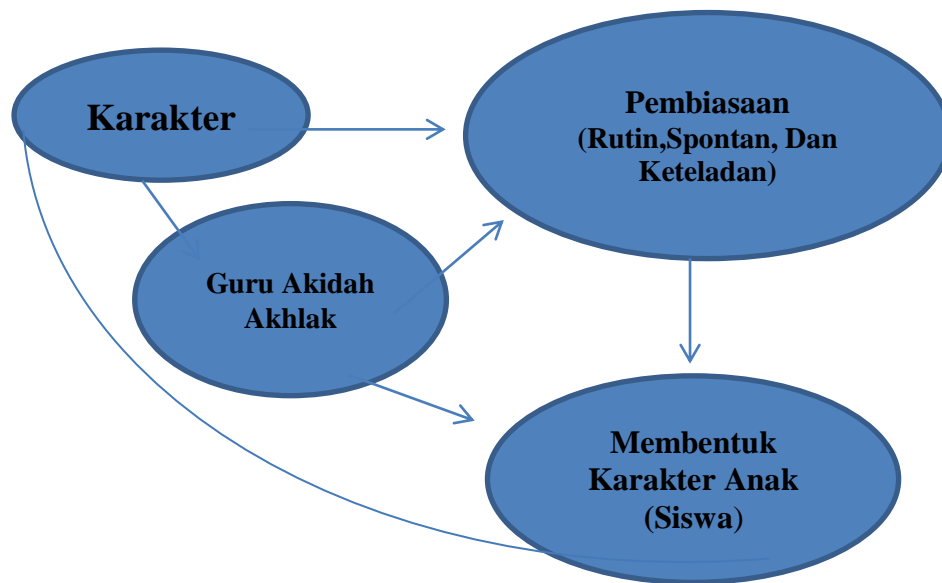 Karakter
Pembiasaan
(Rutin,Spontan, Dan
Keteladan)
Guru Akidah
Akhlak
Membentuk
Karakter Anak
(Siswa)